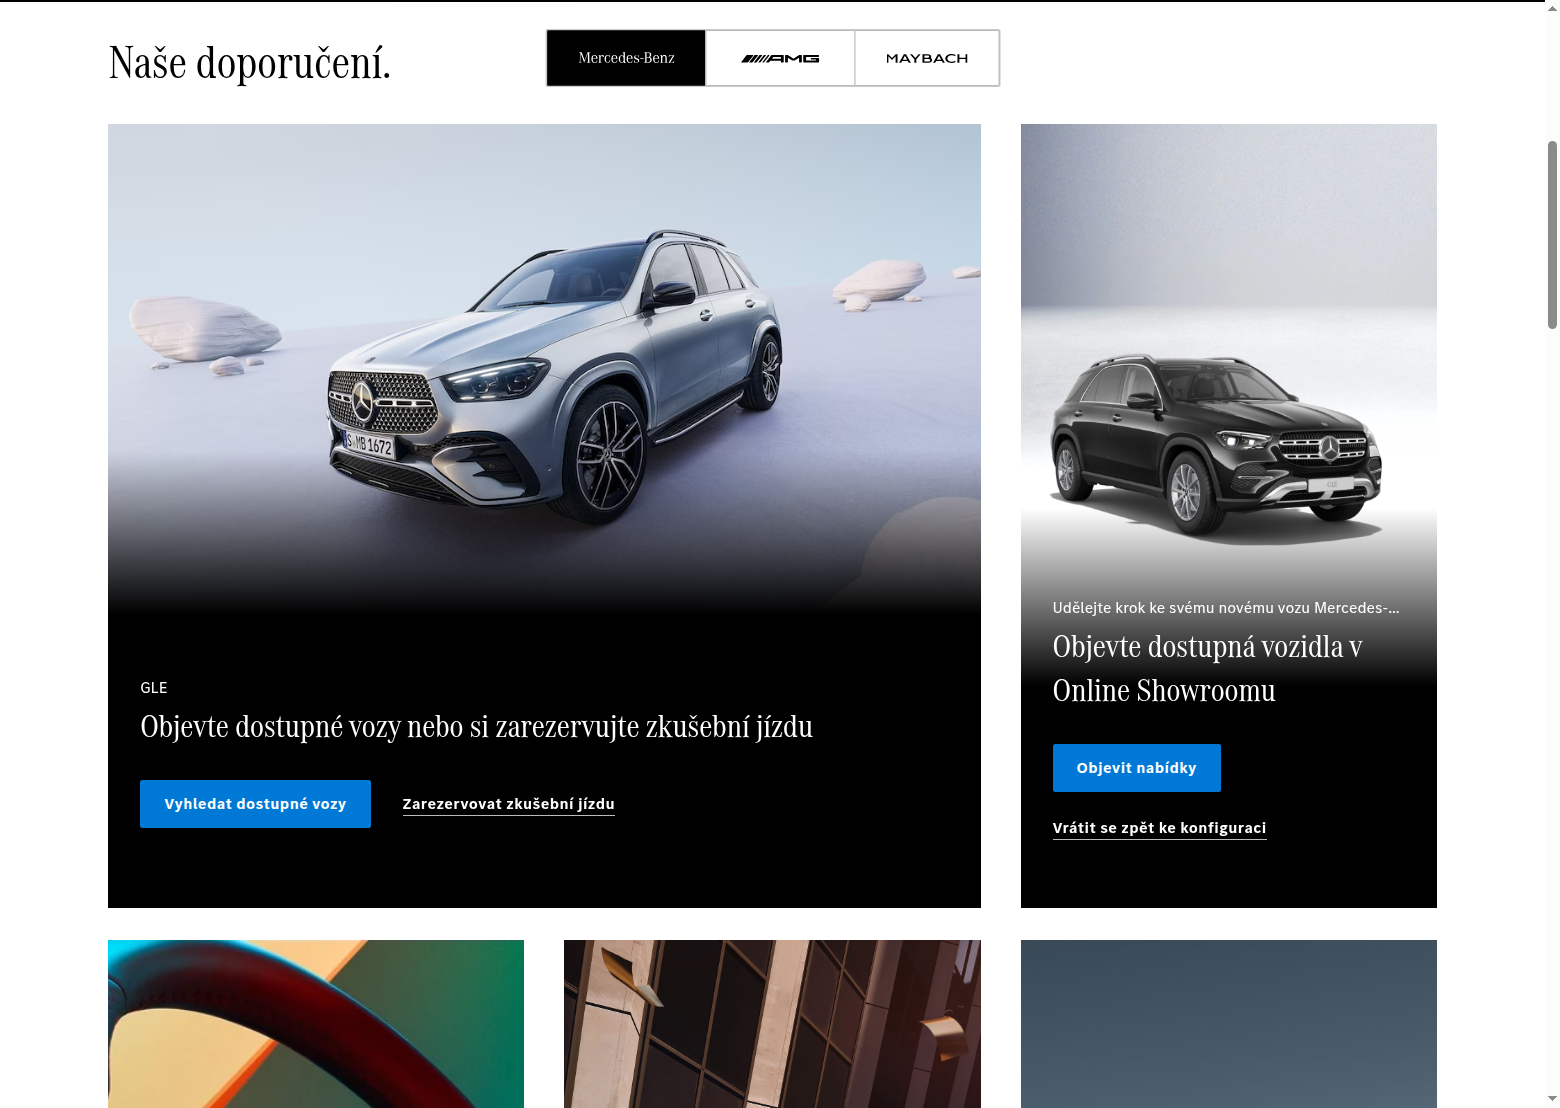 Naše doporučení.
Mercedes-Benz
AMG
MAYBACH
S MB 1672
GLE
Udělejte krok ke svému novému vozu Mercedes-...
Objevte dostupná vozidla v
Online Showroomu
GLE
Objevte dostupné vozy nebo si zarezervujte zkušební jízdu
Objevit nabídky
Vyhledat dostupné vozy
Zarezervovat zkušební jízdu
Vrátit se zpět ke konfiguraci